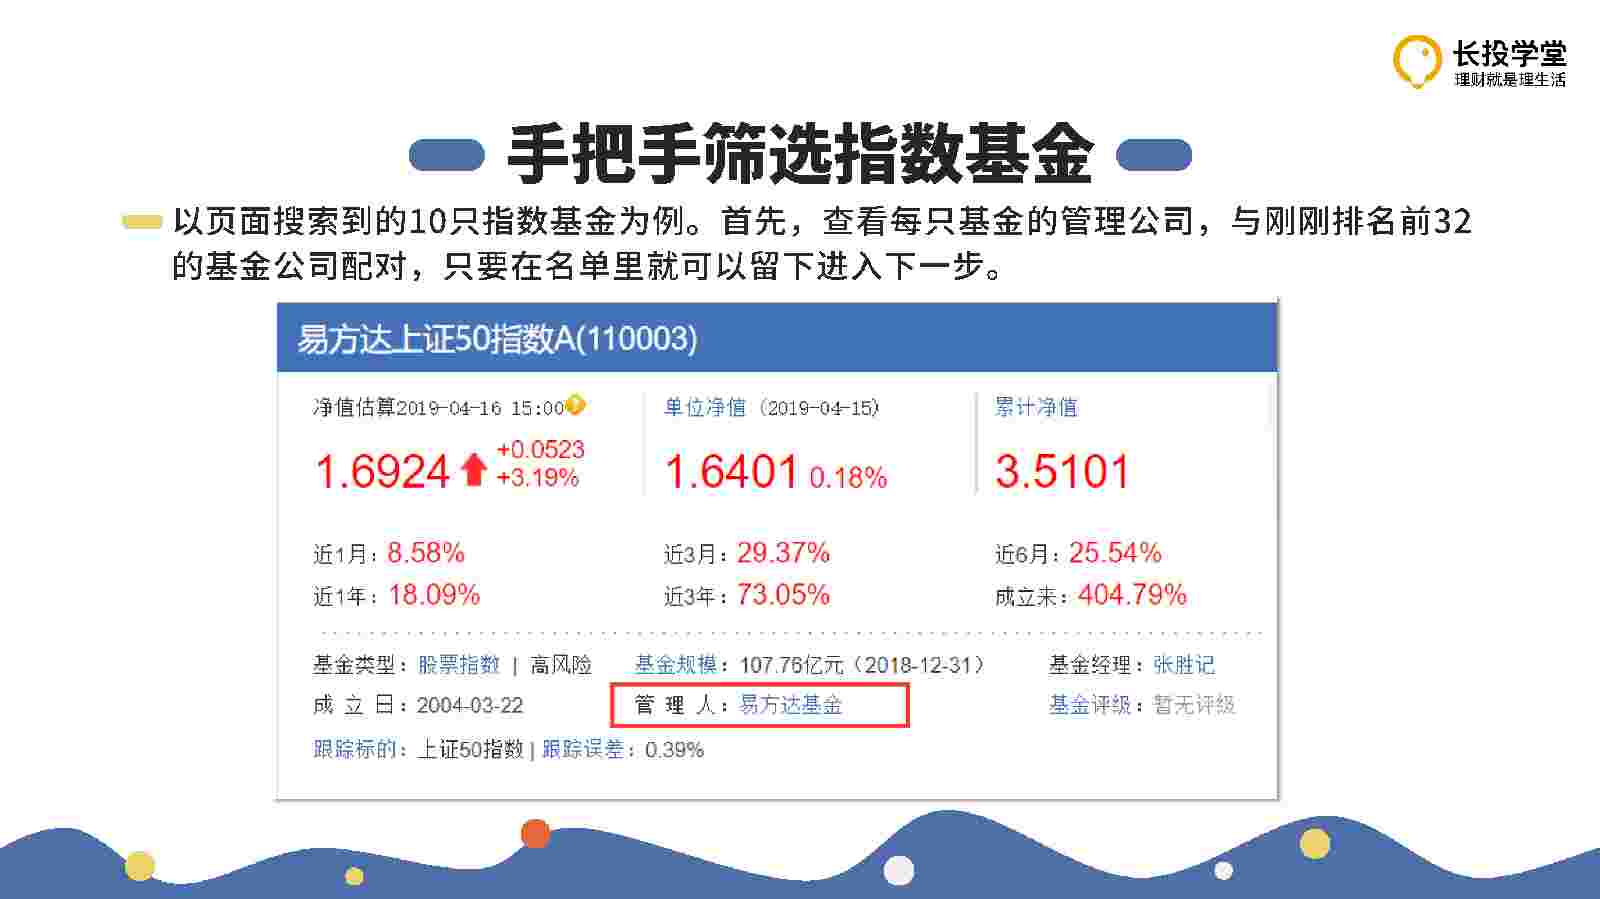 长投学堂
理财就是理生活
手把手筛选指数基金
以页面搜索到的10只指数基金为例。首先，查看每只基金的管理公司，与刚刚排名前32
的基金公司配对，只要在名单里就可以留下进入下一步。
易方达上证50指数A(110003)
净值估算2019-04-16 15:00 单位净值（2019-04-15） 累计净值
1.6924 +0.0523 +3.19% 1.6401 0.18% 3.5101
近1月：8.58% 近3月：29.37% 近6月：25.54%
近1年：18.09% 近3年：73.05% 成立来：404.79%
基金类型：股票指数 | 高风险 基金规模：107.76亿元（2018-12-31） 基金经理：张胜记
成 立 日：2004-03-22 管 理 人：易方达基金 基金评级：暂无评级
跟踪标的：上证50指数 | 跟踪误差：0.39%